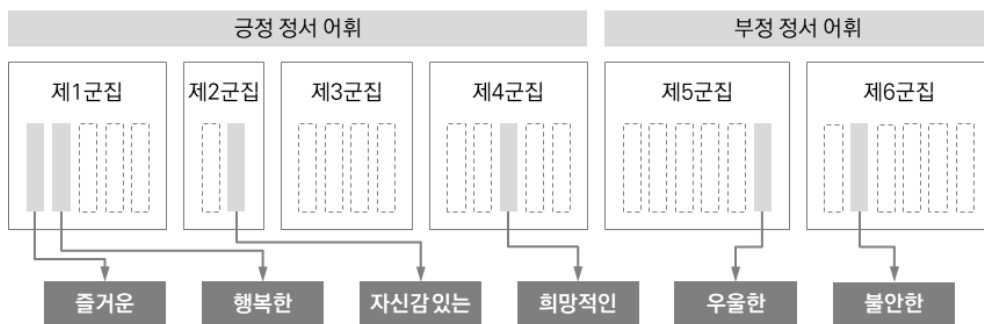 긍정 정서 어휘
부정 정서 어휘
제1군집
제2군집
제3군집
제4군집
제5군집
제6군집
즐거운
행복한
자신감 있는
희망적인
우울한
불안한